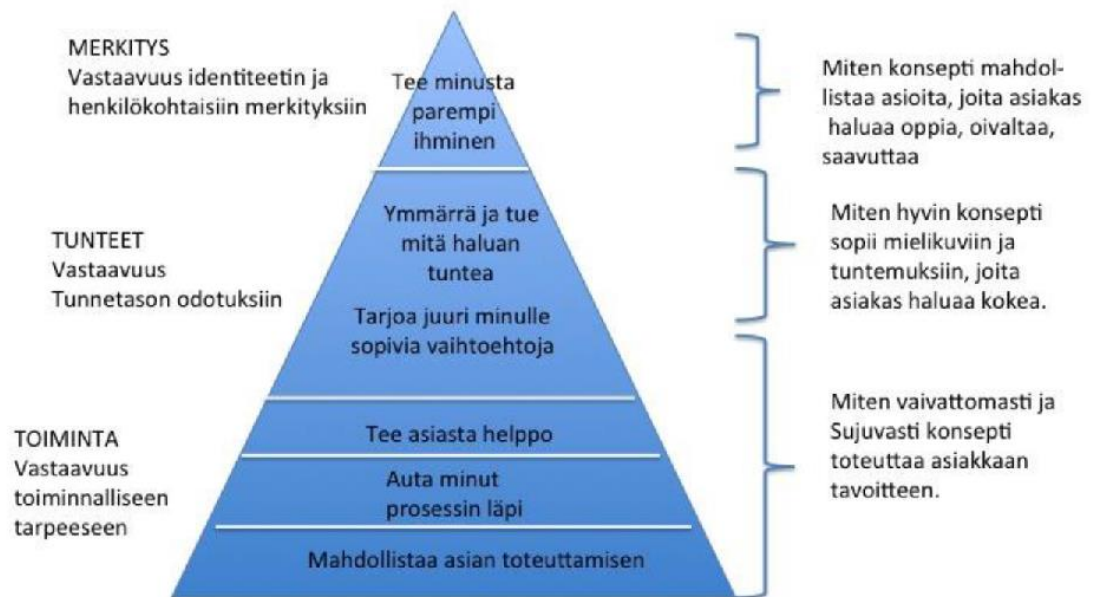 MERKITYS
Vastaavuus identiteetin ja
henkilökohtaisiin merkityksiin
Tee minusta
parempi
ihminen
Miten konsepti mahdol-
listaa asioita, joita asiakas
haluaa oppia, oivaltaa,
saavuttaa
TUNTEET
Vastaavuus
Tunnetason odotuksiin
Ymmärrä ja tue
mitä haluan
tuntea
Tarjoa juuri minulle
sopivia vaihtoehtoja
Miten hyvin konsepti
sopii mielikuviin ja
tuntemuksiin, joita
asiakas haluaa kokea.
TOIMINTA
Vastaavuus
toiminnalliseen
tarpeeseen
Tee asiasta helppo
Auta minut
prosessin läpi
Mahdollistaa asian toteuttamisen
Miten vaivattomasti ja
Sujuvasti konsepti
toteuttaa asiakkaan
tavoitteen.